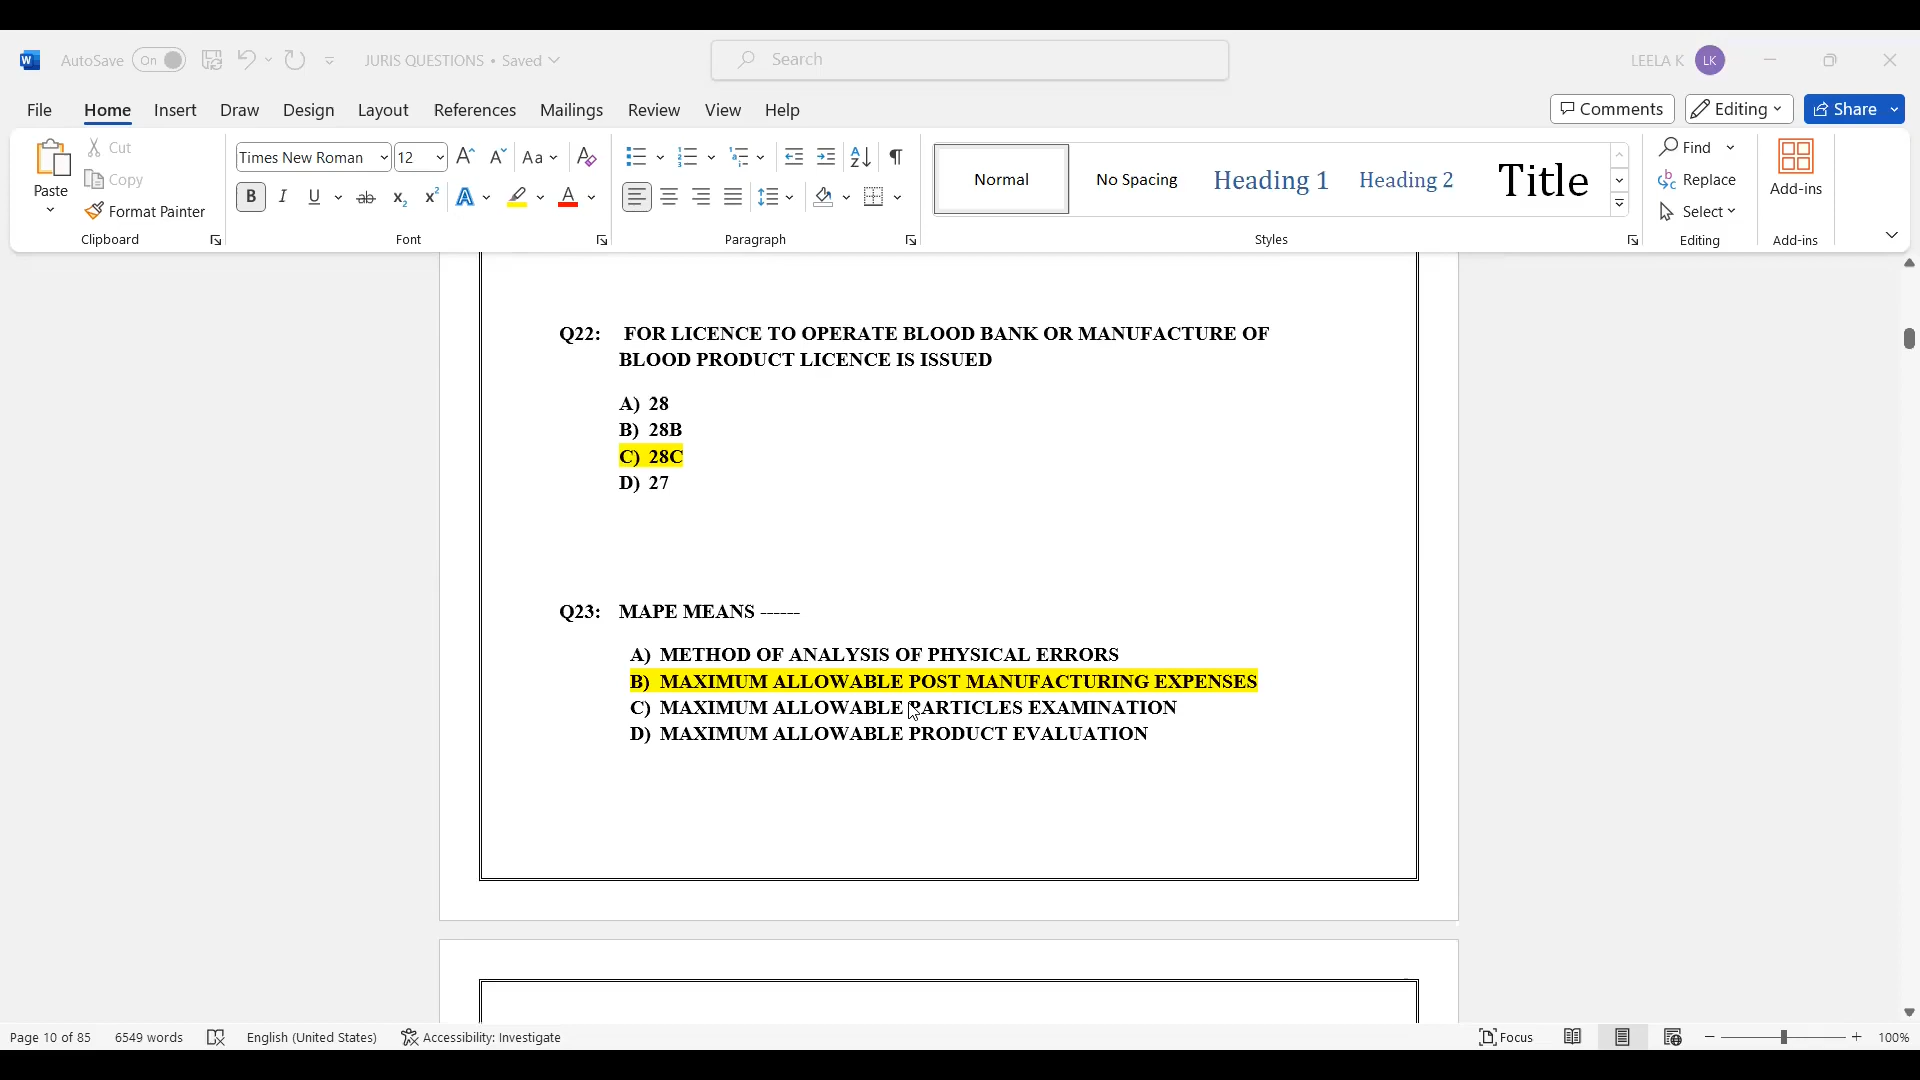 AutoSave On JURIS QUESTIONS • Saved Search LEELA K LK
File Home Insert Draw Design Layout References Mailings Review View Help Comments Editing Share
Paste Cut Copy Format Painter Clipboard
Times New Roman 12 Aa Font
Paragraph
Normal No Spacing Heading 1 Heading 2 Title Styles
Find Replace Select Editing
Add-ins Add-ins
Q22: FOR LICENCE TO OPERATE BLOOD BANK OR MANUFACTURE OF
BLOOD PRODUCT LICENCE IS ISSUED
A) 28
B) 28B
C) 28C
D) 27
Q23: MAPE MEANS ------
A) METHOD OF ANALYSIS OF PHYSICAL ERRORS
B) MAXIMUM ALLOWABLE POST MANUFACTURING EXPENSES
C) MAXIMUM ALLOWABLE PARTICLES EXAMINATION
D) MAXIMUM ALLOWABLE PRODUCT EVALUATION
Page 10 of 85 6549 words English (United States) Accessibility: Investigate Focus 100%